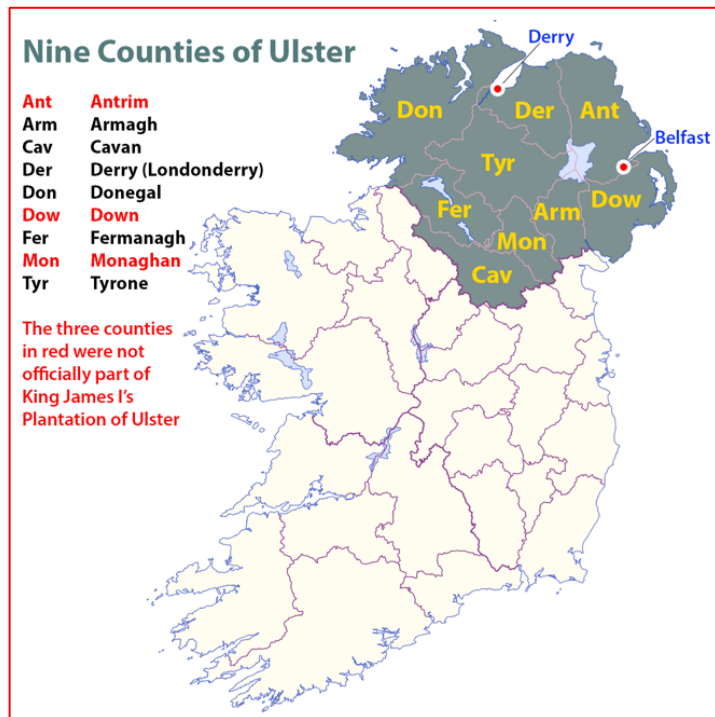 Nine Counties of Ulster
Ant Antrim
Arm Armagh
Cav Cavan
Der Derry (Londonderry)
Don Donegal
Dow Down
Fer Fermanagh
Mon Monaghan
Tyr Tyrone
The three counties
in red were not
officially part of
King James I's
Plantation of Ulster
Derry
Don
Der
Ant
Belfast
Tyr
Dow
Fer
Arm
Mon
Cav